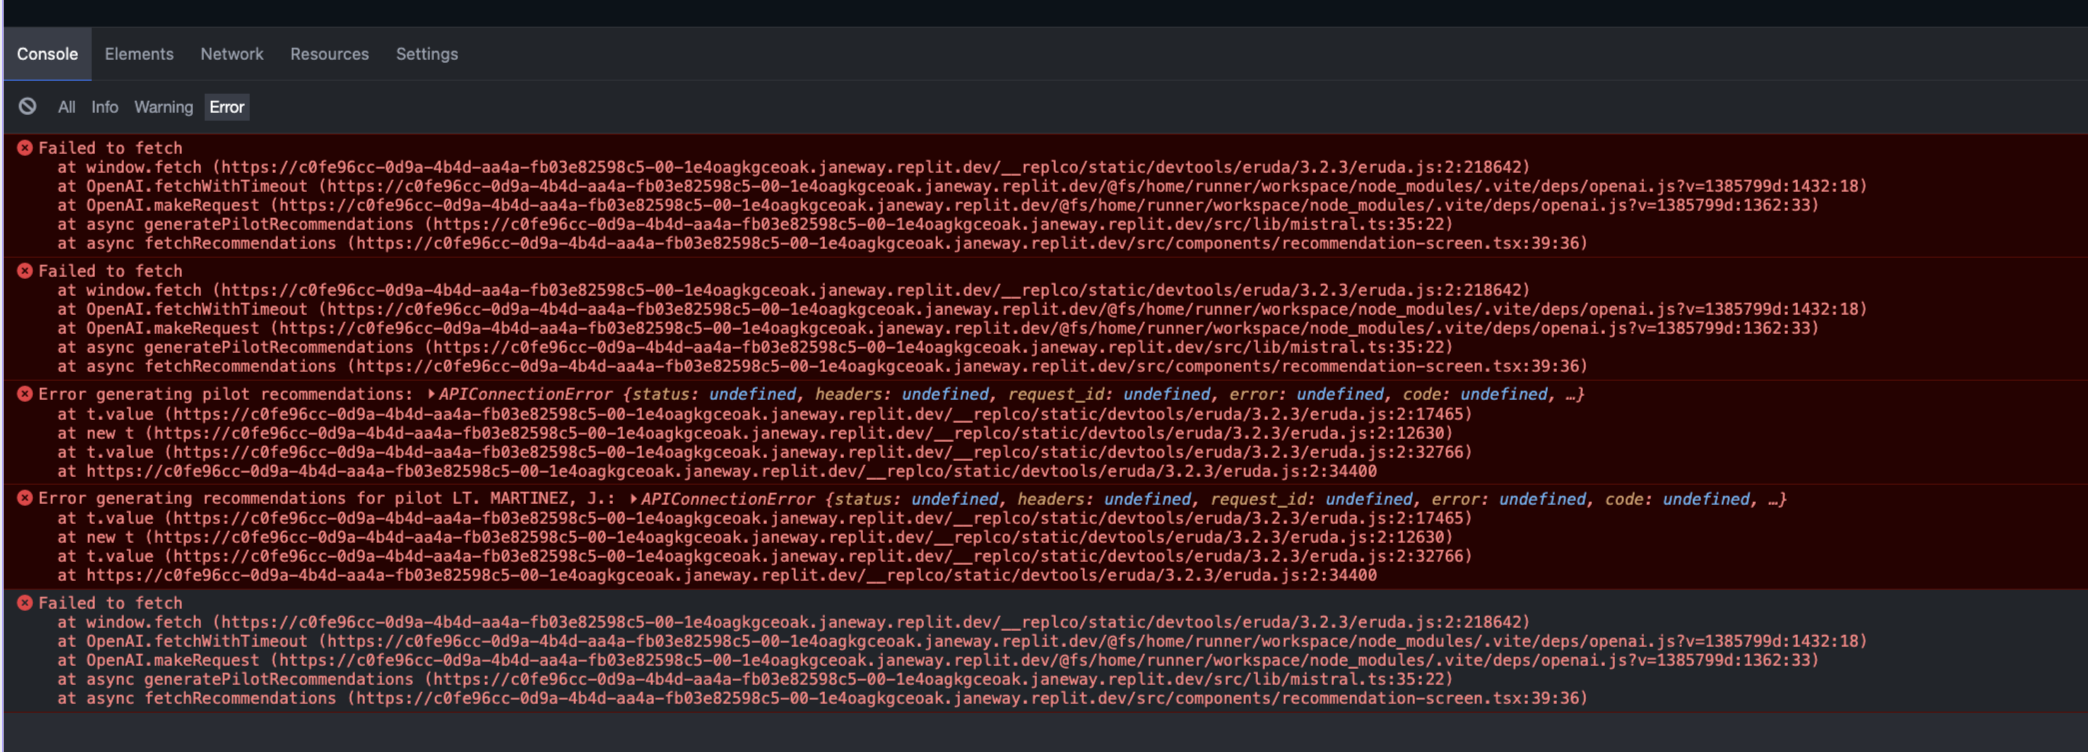 Console Elements Network Resources Settings
All Info Warning Error
Failed to fetch
at window.fetch (https://c0fe96cc-0d9a-4b4d-aa4a-fb03e82598c5-00-1e4oagkgceoak.janeway.replit.dev/__replco/static/devtools/eruda/3.2.3/eruda.js:2:218642)
at OpenAI.fetchWithTimeout (https://c0fe96cc-0d9a-4b4d-aa4a-fb03e82598c5-00-1e4oagkgceoak.janeway.replit.dev/@fs/home/runner/workspace/node_modules/.vite/deps/openai.js?v=1385799d:1432:18)
at OpenAI.makeRequest (https://c0fe96cc-0d9a-4b4d-aa4a-fb03e82598c5-00-1e4oagkgceoak.janeway.replit.dev/@fs/home/runner/workspace/node_modules/.vite/deps/openai.js?v=1385799d:1362:33)
at async generatePilotRecommendations (https://c0fe96cc-0d9a-4b4d-aa4a-fb03e82598c5-00-1e4oagkgceoak.janeway.replit.dev/src/lib/mistral.ts:35:22)
at async fetchRecommendations (https://c0fe96cc-0d9a-4b4d-aa4a-fb03e82598c5-00-1e4oagkgceoak.janeway.replit.dev/src/components/recommendation-screen.tsx:39:36)
Failed to fetch
at window.fetch (https://c0fe96cc-0d9a-4b4d-aa4a-fb03e82598c5-00-1e4oagkgceoak.janeway.replit.dev/__replco/static/devtools/eruda/3.2.3/eruda.js:2:218642)
at OpenAI.fetchWithTimeout (https://c0fe96cc-0d9a-4b4d-aa4a-fb03e82598c5-00-1e4oagkgceoak.janeway.replit.dev/@fs/home/runner/workspace/node_modules/.vite/deps/openai.js?v=1385799d:1432:18)
at OpenAI.makeRequest (https://c0fe96cc-0d9a-4b4d-aa4a-fb03e82598c5-00-1e4oagkgceoak.janeway.replit.dev/@fs/home/runner/workspace/node_modules/.vite/deps/openai.js?v=1385799d:1362:33)
at async generatePilotRecommendations (https://c0fe96cc-0d9a-4b4d-aa4a-fb03e82598c5-00-1e4oagkgceoak.janeway.replit.dev/src/lib/mistral.ts:35:22)
at async fetchRecommendations (https://c0fe96cc-0d9a-4b4d-aa4a-fb03e82598c5-00-1e4oagkgceoak.janeway.replit.dev/src/components/recommendation-screen.tsx:39:36)
Error generating pilot recommendations: ▶APIConnectionError {status: undefined, headers: undefined, request_id: undefined, error: undefined, code: undefined, …}
at t.value (https://c0fe96cc-0d9a-4b4d-aa4a-fb03e82598c5-00-1e4oagkgceoak.janeway.replit.dev/__replco/static/devtools/eruda/3.2.3/eruda.js:2:17465)
at new t (https://c0fe96cc-0d9a-4b4d-aa4a-fb03e82598c5-00-1e4oagkgceoak.janeway.replit.dev/__replco/static/devtools/eruda/3.2.3/eruda.js:2:12630)
at t.value (https://c0fe96cc-0d9a-4b4d-aa4a-fb03e82598c5-00-1e4oagkgceoak.janeway.replit.dev/__replco/static/devtools/eruda/3.2.3/eruda.js:2:32766)
at https://c0fe96cc-0d9a-4b4d-aa4a-fb03e82598c5-00-1e4oagkgceoak.janeway.replit.dev/__replco/static/devtools/eruda/3.2.3/eruda.js:2:34400
Error generating recommendations for pilot LT. MARTINEZ, J.: ▶APIConnectionError {status: undefined, headers: undefined, request_id: undefined, error: undefined, code: undefined, …}
at t.value (https://c0fe96cc-0d9a-4b4d-aa4a-fb03e82598c5-00-1e4oagkgceoak.janeway.replit.dev/__replco/static/devtools/eruda/3.2.3/eruda.js:2:17465)
at new t (https://c0fe96cc-0d9a-4b4d-aa4a-fb03e82598c5-00-1e4oagkgceoak.janeway.replit.dev/__replco/static/devtools/eruda/3.2.3/eruda.js:2:12630)
at t.value (https://c0fe96cc-0d9a-4b4d-aa4a-fb03e82598c5-00-1e4oagkgceoak.janeway.replit.dev/__replco/static/devtools/eruda/3.2.3/eruda.js:2:32766)
at https://c0fe96cc-0d9a-4b4d-aa4a-fb03e82598c5-00-1e4oagkgceoak.janeway.replit.dev/__replco/static/devtools/eruda/3.2.3/eruda.js:2:34400
Failed to fetch
at window.fetch (https://c0fe96cc-0d9a-4b4d-aa4a-fb03e82598c5-00-1e4oagkgceoak.janeway.replit.dev/__replco/static/devtools/eruda/3.2.3/eruda.js:2:218642)
at OpenAI.fetchWithTimeout (https://c0fe96cc-0d9a-4b4d-aa4a-fb03e82598c5-00-1e4oagkgceoak.janeway.replit.dev/@fs/home/runner/workspace/node_modules/.vite/deps/openai.js?v=1385799d:1432:18)
at OpenAI.makeRequest (https://c0fe96cc-0d9a-4b4d-aa4a-fb03e82598c5-00-1e4oagkgceoak.janeway.replit.dev/@fs/home/runner/workspace/node_modules/.vite/deps/openai.js?v=1385799d:1362:33)
at async generatePilotRecommendations (https://c0fe96cc-0d9a-4b4d-aa4a-fb03e82598c5-00-1e4oagkgceoak.janeway.replit.dev/src/lib/mistral.ts:35:22)
at async fetchRecommendations (https://c0fe96cc-0d9a-4b4d-aa4a-fb03e82598c5-00-1e4oagkgceoak.janeway.replit.dev/src/components/recommendation-screen.tsx:39:36)